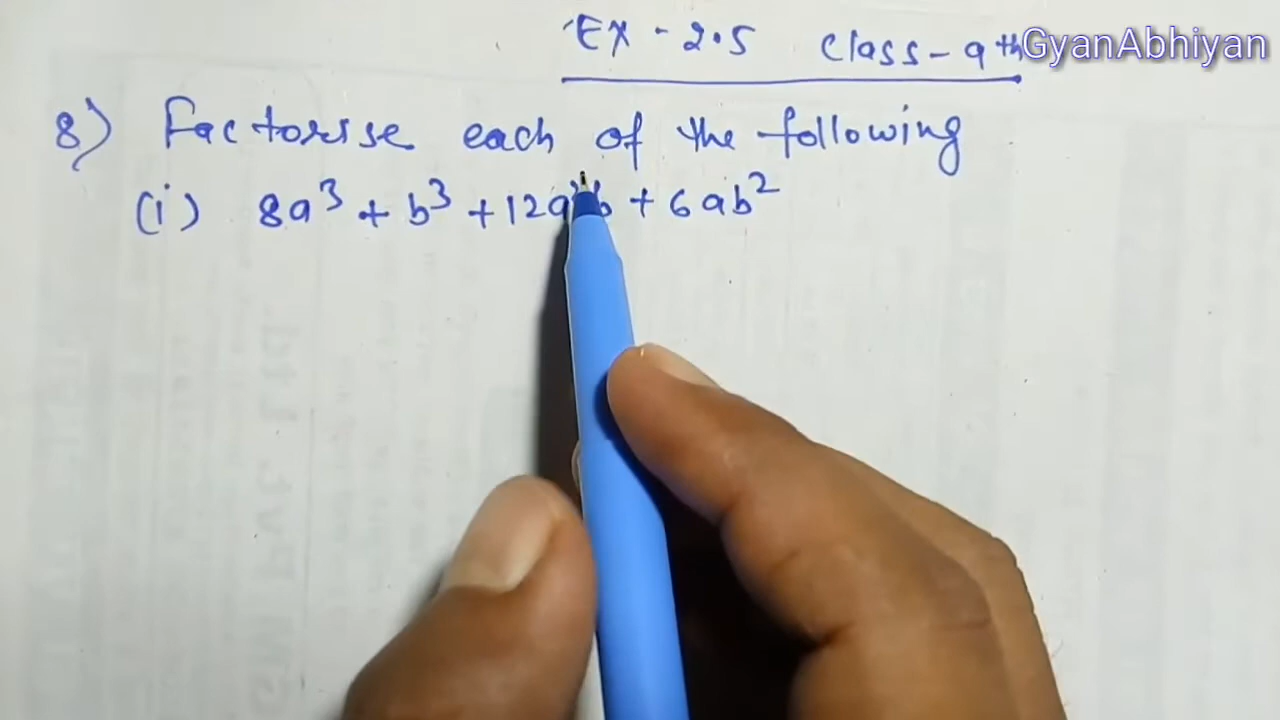 Ex - 2.5 Class - 9th GyanAbhiyan
8) Factorise each of the following
(i) 8a³ + b³ + 12a²b + 6ab²